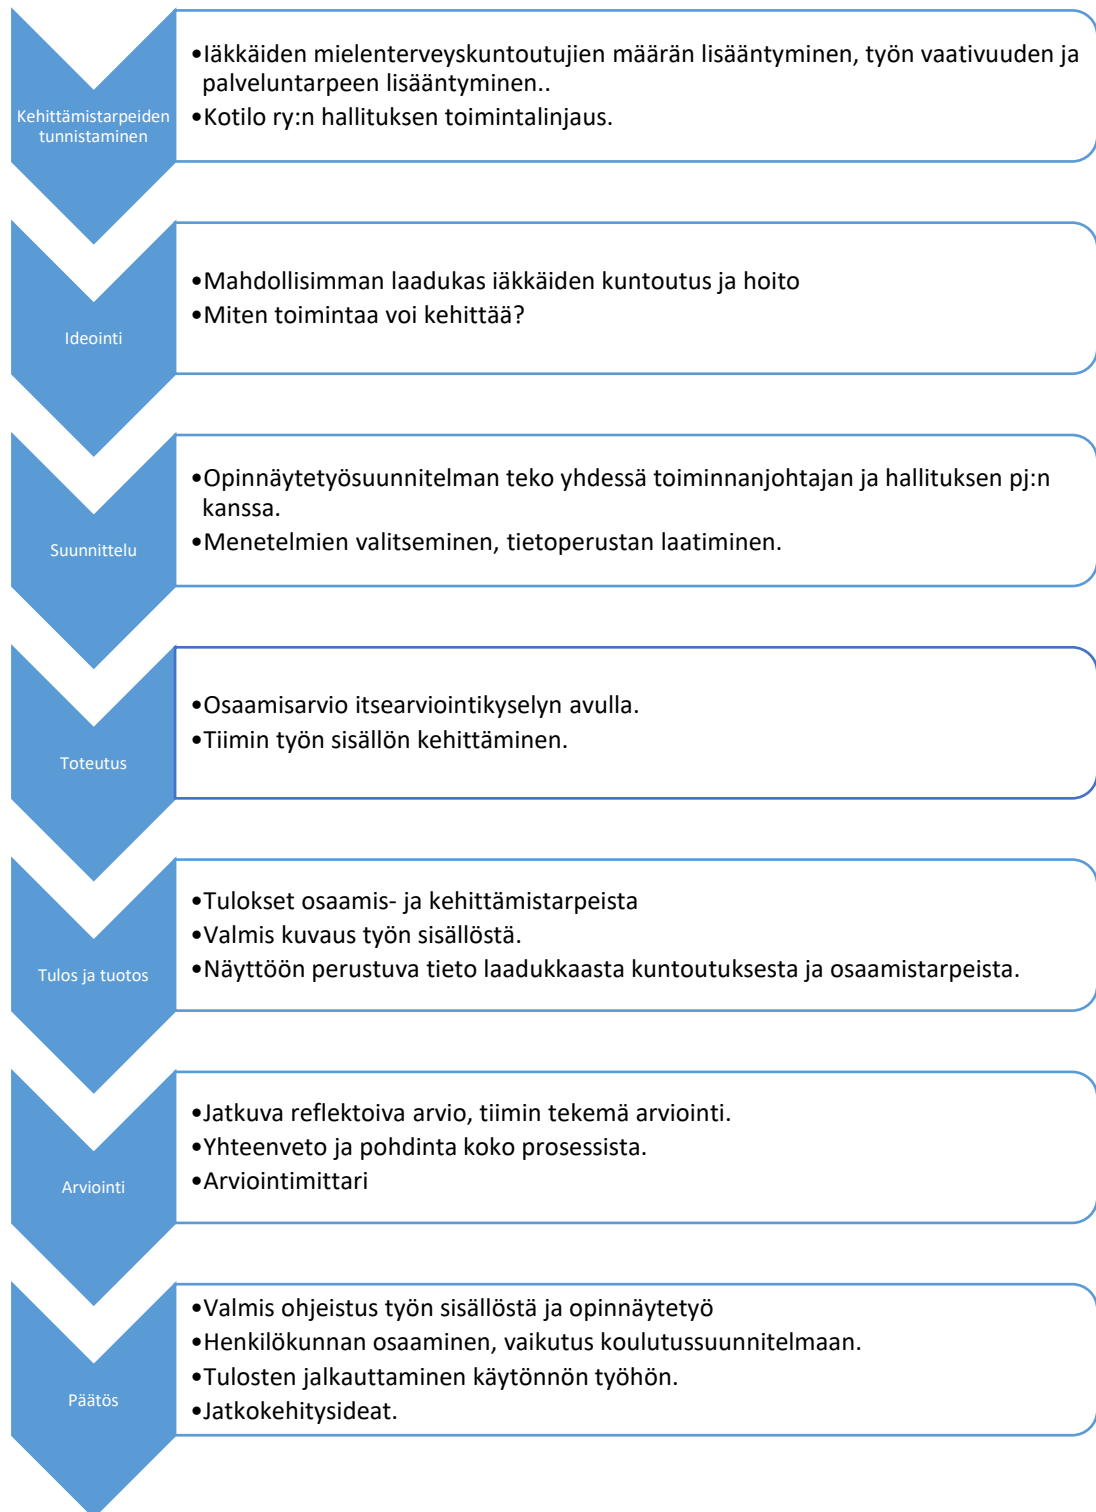 Kehittämistarpeiden
tunnistaminen
•Iäkkäiden mielenterveyskuntoutujien määrän lisääntyminen, työn vaativuuden ja
palveluntarpeen lisääntyminen..
•Kotilo ry:n hallituksen toimintalinjaus.
Ideointi
•Mahdollisimman laadukas iäkkäiden kuntoutus ja hoito
•Miten toimintaa voi kehittää?
Suunnittelu
•Opinnäytetyösuunnitelman teko yhdessä toiminnanjohtajan ja hallituksen pj:n
kanssa.
•Menetelmien valitseminen, tietoperustan laatiminen.
Toteutus
•Osaamisarvio itsearviointikyselyn avulla.
•Tiimin työn sisällön kehittäminen.
Tulos ja tuotos
•Tulokset osaamis- ja kehittämistarpeista
•Valmis kuvaus työn sisällöstä.
•Näyttöön perustuva tieto laadukkaasta kuntoutuksesta ja osaamistarpeista.
Arviointi
•Jatkuva reflektoiva arvio, tiimin tekemä arviointi.
•Yhteenveto ja pohdinta koko prosessista.
•Arviointimittari
Päätös
•Valmis ohjeistus työn sisällöstä ja opinnäytetyö
•Henkilökunnan osaaminen, vaikutus koulutussuunnitelmaan.
•Tulosten jalkauttaminen käytönnön työhön.
•Jatkokehitysideat.